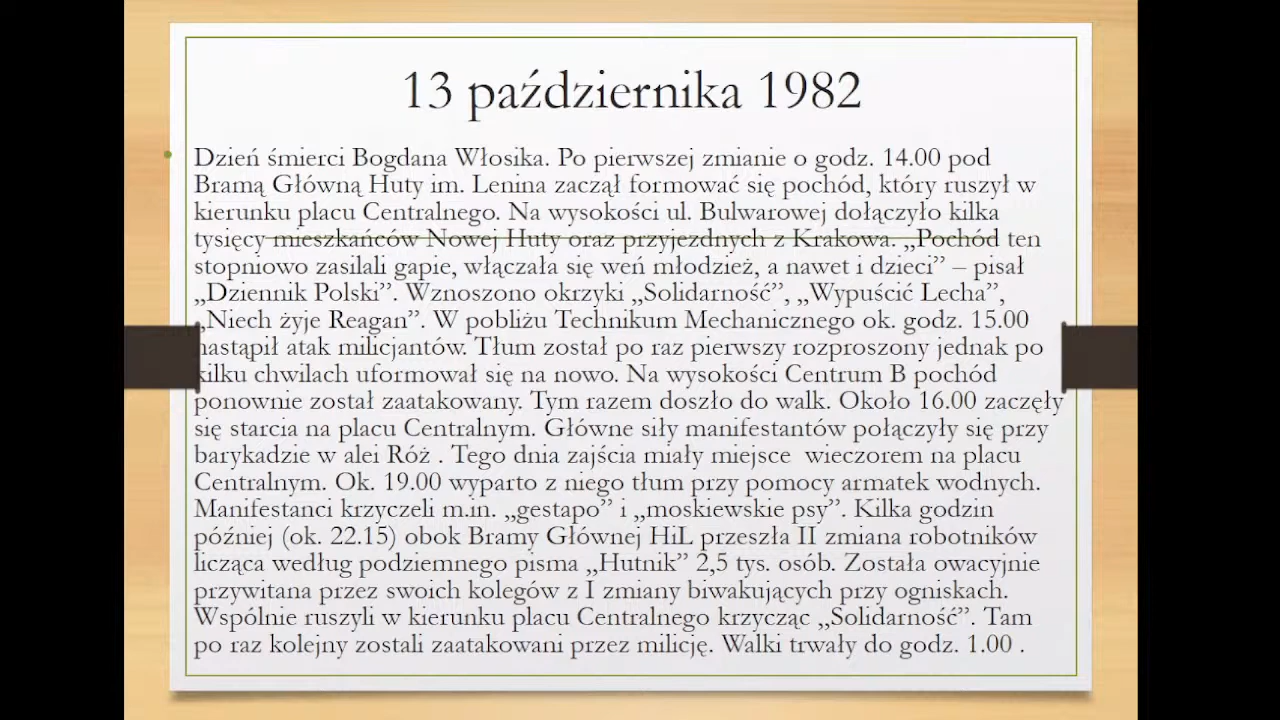 13 października 1982
Dzień śmierci Bogdana Włosika. Po pierwszej zmianie o godz. 14.00 pod
Bramą Główną Huty im. Lenina zaczął formować się pochód, który ruszył w
kierunku placu Centralnego. Na wysokości ul. Bulwarowej dołączyło kilka
tysięcy mieszkańców Nowej Huty oraz przyjezdnych z Krakowa. „Pochód ten
stopniowo zasilali gapie, włączała się weń młodzież, a nawet i dzieci” – pisał
„Dziennik Polski”. Wznoszono okrzyki „Solidarność”, „Wypuścić Lecha”,
„Niech żyje Reagan”. W pobliżu Technikum Mechanicznego ok. godz. 15.00
nastąpił atak milicjantów. Tłum został po raz pierwszy rozproszony jednak po
kilku chwilach uformował się na nowo. Na wysokości Centrum B pochód
ponownie został zaatakowany. Tym razem doszło do walk. Około 16.00 zaczęły
się starcia na placu Centralnym. Główne siły manifestantów połączyły się przy
barykadzie w alei Róż . Tego dnia zajścia miały miejsce  wieczorem na placu
Centralnym. Ok. 19.00 wyparto z niego tłum przy pomocy armatek wodnych.
Manifestanci krzyczeli m.in. „gestapo” i „moskiewskie psy”. Kilka godzin
później (ok. 22.15) obok Bramy Głównej HiL przeszła II zmiana robotników
licząca według podziemnego pisma „Hutnik” 2,5 tys. osób. Została owacyjnie
przywitana przez swoich kolegów z I zmiany biwakujących przy ogniskach.
Wspólnie ruszyli w kierunku placu Centralnego krzycząc „Solidarność”. Tam
po raz kolejny zostali zaatakowani przez milicję. Walki trwały do godz. 1.00 .